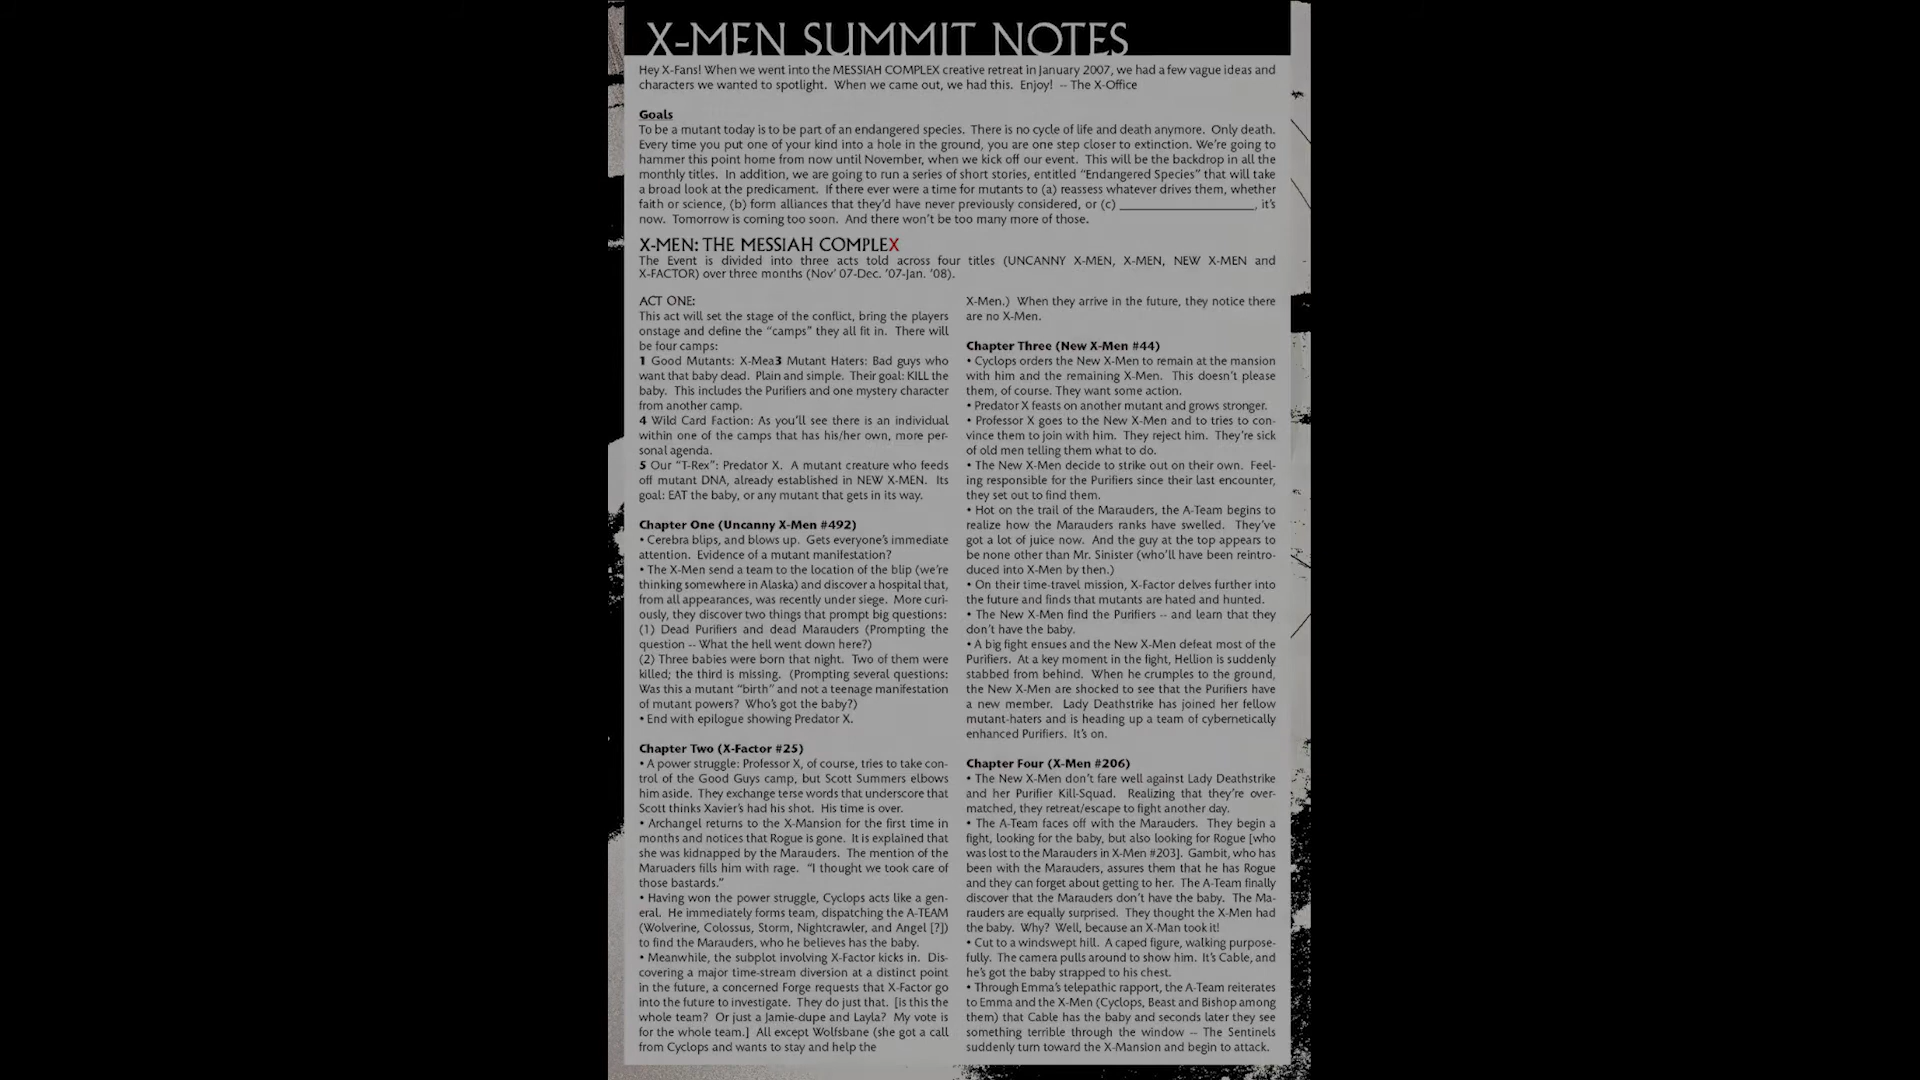 X-MEN SUMMIT NOTES
Hey X-Fans! When we went into the MESSIAH COMPLEX creative retreat in January 2007, we had a few vague ideas and
characters we wanted to spotlight. When we came out, we had this. Enjoy! -- The X-Office
Goals
To be a mutant today is to be part of an endangered species. There is no cycle of life and death anymore. Only death.
Every time you put one of your kind into a hole in the ground, you are one step closer to extinction. We're going to
hammer this point home from now until November, when we kick off our event. This will be the backdrop in all the
monthly titles. In addition, we are going to run a series of short stories, entitled "Endangered Species" that will take
a broad look at the predicament. If there ever were a time for mutants to (a) reassess whatever drives them, whether
faith or science, (b) form alliances that they'd have never previously considered, or (c) ____________________, it's
now. Tomorrow is coming too soon. And there won't be too many more of those.
X-MEN: THE MESSIAH COMPLEX
The Event is divided into three acts told across four titles (UNCANNY X-MEN, X-MEN, NEW X-MEN and
X-FACTOR) over three months (Nov' 07-Dec. '07-Jan. '08).
ACT ONE:
This act will set the stage of the conflict, bring the players
onstage and define the "camps" they all fit in. There will
be four camps:
1 Good Mutants: X-Mea3 Mutant Haters: Bad guys who
want that baby dead. Plain and simple. Their goal: KILL the
baby. This includes the Purifiers and one mystery character
from another camp.
4 Wild Card Faction: As you'll see there is an individual
within one of the camps that has his/her own, more per-
sonal agenda.
5 Our "T-Rex": Predator X. A mutant creature who feeds
off mutant DNA, already established in NEW X-MEN. Its
goal: EAT the baby, or any mutant that gets in its way.
Chapter One (Uncanny X-Men #492)
• Cerebra blips, and blows up. Gets everyone's immediate
attention. Evidence of a mutant manifestation?
• The X-Men send a team to the location of the blip (we're
thinking somewhere in Alaska) and discover a hospital that,
from all appearances, was recently under siege. More curi-
ously, they discover two things that prompt big questions:
(1) Dead Purifiers and dead Marauders (Prompting the
question -- What the hell went down here?)
(2) Three babies were born that night. Two of them were
killed; the third is missing. (Prompting several questions:
Was this a mutant "birth" and not a teenage manifestation
of mutant powers? Who's got the baby?)
• End with epilogue showing Predator X.
Chapter Two (X-Factor #25)
• A power struggle: Professor X, of course, tries to take con-
trol of the Good Guys camp, but Scott Summers elbows
him aside. They exchange terse words that underscore that
Scott thinks Xavier's had his shot. His time is over.
• Archangel returns to the X-Mansion for the first time in
months and notices that Rogue is gone. It is explained that
she was kidnapped by the Marauders. The mention of the
Maruaders fills him with rage. "I thought we took care of
those bastards."
• Having won the power struggle, Cyclops acts like a gen-
eral. He immediately forms team, dispatching the A-TEAM
(Wolverine, Colossus, Storm, Nightcrawler, and Angel [?])
to find the Marauders, who he believes has the baby.
• Meanwhile, the subplot involving X-Factor kicks in. Dis-
covering a major time-stream diversion at a distinct point
in the future, a concerned Forge requests that X-Factor go
into the future to investigate. They do just that. [is this the
whole team? Or just a Jamie-dupe and Layla? My vote is
for the whole team.] All except Wolfsbane (she got a call
from Cyclops and wants to stay and help the
X-Men.) When they arrive in the future, they notice there
are no X-Men.
Chapter Three (New X-Men #44)
• Cyclops orders the New X-Men to remain at the mansion
with him and the remaining X-Men. This doesn't please
them, of course. They want some action.
• Predator X feasts on another mutant and grows stronger.
• Professor X goes to the New X-Men and to tries to con-
vince them to join with him. They reject him. They're sick
of old men telling them what to do.
• The New X-Men decide to strike out on their own. Feel-
ing responsible for the Purifiers since their last encounter,
they set out to find them.
• Hot on the trail of the Marauders, the A-Team begins to
realize how the Marauders ranks have swelled. They've
got a lot of juice now. And the guy at the top appears to
be none other than Mr. Sinister (who'll have been reintro-
duced into X-Men by then.)
• On their time-travel mission, X-Factor delves further into
the future and finds that mutants are hated and hunted.
• The New X-Men find the Purifiers -- and learn that they
don't have the baby.
• A big fight ensues and the New X-Men defeat most of the
Purifiers. At a key moment in the fight, Hellion is suddenly
stabbed from behind. When he crumples to the ground,
the New X-Men are shocked to see that the Purifiers have
a new member. Lady Deathstrike has joined her fellow
mutant-haters and is heading up a team of cybernetically
enhanced Purifiers. It's on.
Chapter Four (X-Men #206)
• The New X-Men don't fare well against Lady Deathstrike
and her Purifier Kill-Squad. Realizing that they're over-
matched, they retreat/escape to fight another day.
• The A-Team faces off with the Marauders. They begin a
fight, looking for the baby, but also looking for Rogue [who
was lost to the Marauders in X-Men #203]. Gambit, who has
been with the Marauders, assures them that he has Rogue
and they can forget about getting to her. The A-Team finally
discover that the Marauders don't have the baby. The Ma-
rauders are equally surprised. They thought the X-Men had
the baby. Why? Well, because an X-Man took it!
• Cut to a windswept hill. A caped figure, walking purpose-
fully. The camera pulls around to show him. It's Cable, and
he's got the baby strapped to his chest.
• Through Emma's telepathic rapport, the A-Team reiterates
to Emma and the X-Men (Cyclops, Beast and Bishop among
them) that Cable has the baby and seconds later they see
something terrible through the window -- The Sentinels
suddenly turn toward the X-Mansion and begin to attack.